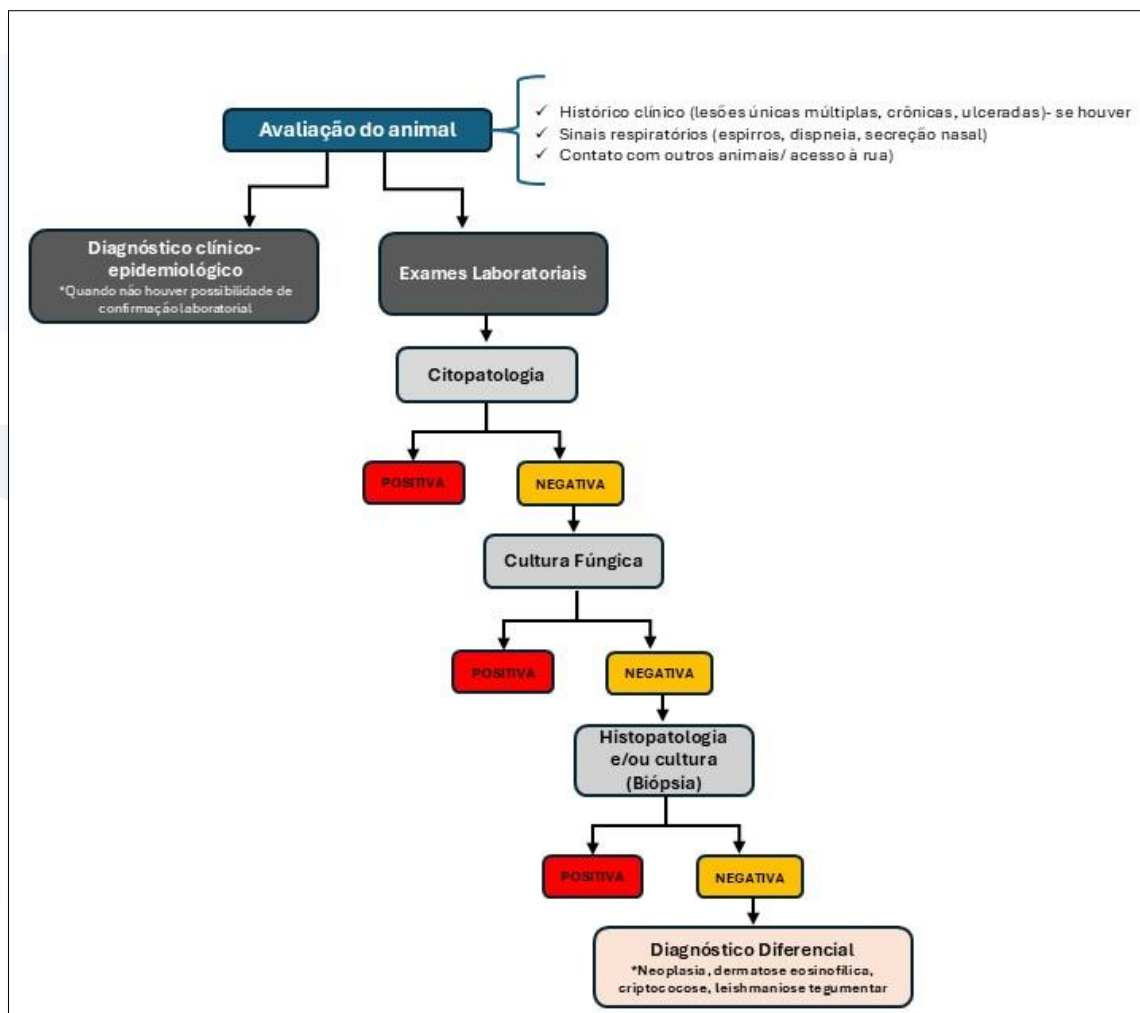 Avaliação do animal
✓ Histórico clínico (lesões únicas múltiplas, crônicas, ulceradas)- se houver
✓ Sinais respiratórios (espirros, dispneia, secreção nasal)
✓ Contato com outros animais/ acesso à rua)
Diagnóstico clínico-
epidemiológico
*Quando não houver possibilidade de
confirmação laboratorial
Exames Laboratoriais
Citopatologia
POSITIVA
NEGATIVA
Cultura Fúngica
POSITIVA
NEGATIVA
Histopatologia
e/ou cultura
(Biópsia)
POSITIVA
NEGATIVA
Diagnóstico Diferencial
*Neoplasia, dermatose eosinofílica,
criptococose, leishmaniose tegumentar